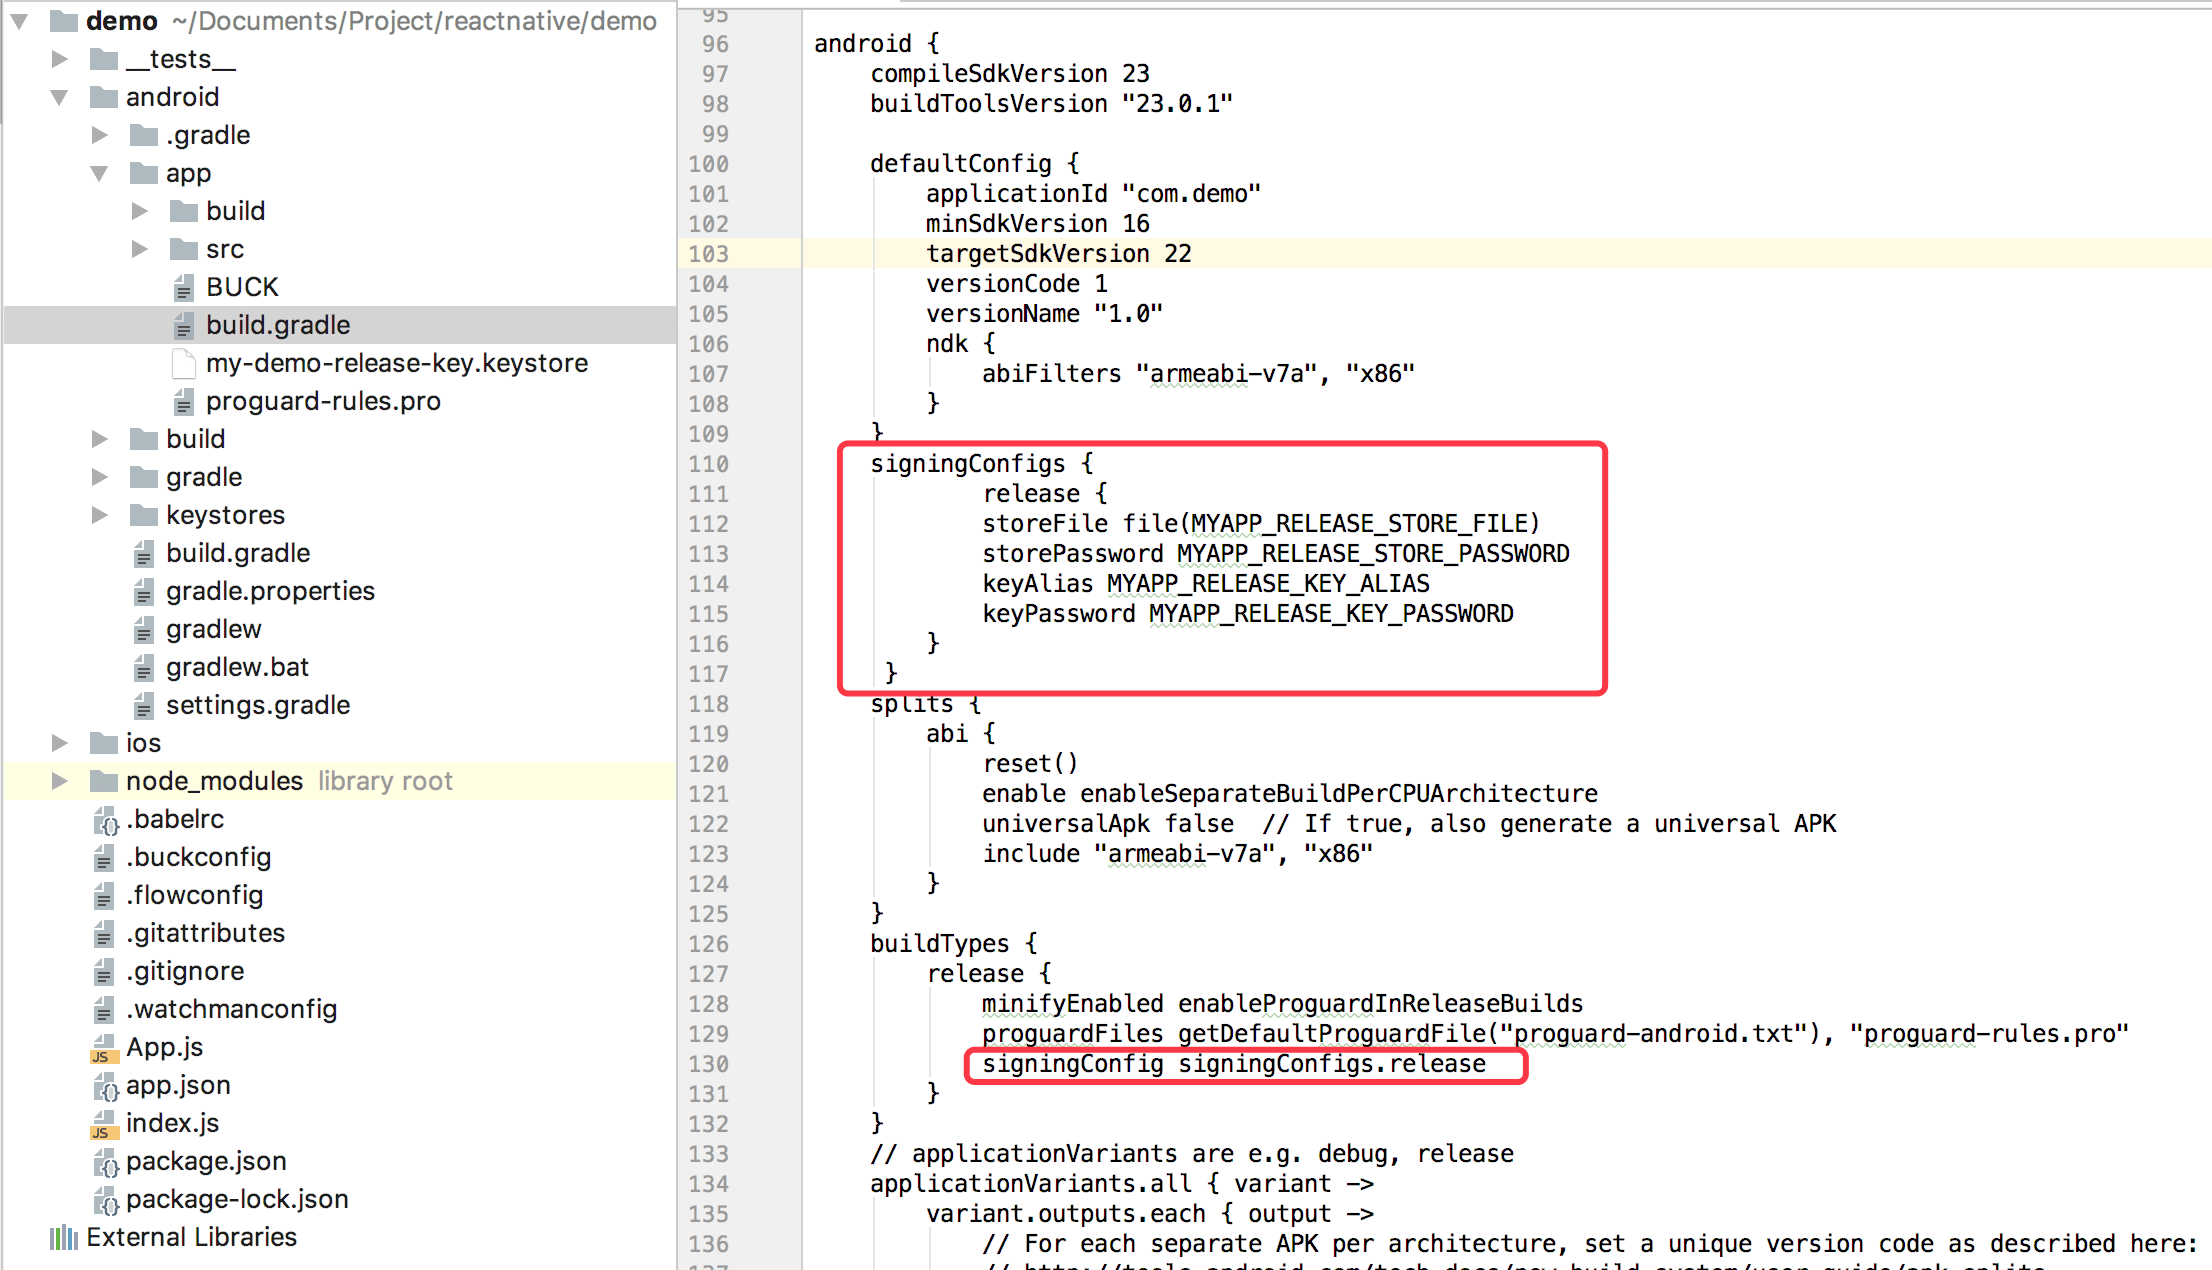 demo ~/Documents/Project/reactnative/demo
__tests__
android
.gradle
app
build
src
BUCK
build.gradle
my-demo-release-key.keystore
proguard-rules.pro
build
gradle
keystores
build.gradle
gradle.properties
gradlew
gradlew.bat
settings.gradle
ios
node_modules library root
.babelrc
.buckconfig
.flowconfig
.gitattributes
.gitignore
.watchmanconfig
App.js
app.json
index.js
package.json
package-lock.json
External Libraries
95
96 android {
97 compileSdkVersion 23
98 buildToolsVersion "23.0.1"
99
100 defaultConfig {
101 applicationId "com.demo"
102 minSdkVersion 16
103 targetSdkVersion 22
104 versionCode 1
105 versionName "1.0"
106 ndk {
107 abiFilters "armeabi-v7a", "x86"
108 }
109 }
110 signingConfigs {
111 release {
112 storeFile file(MYAPP_RELEASE_STORE_FILE)
113 storePassword MYAPP_RELEASE_STORE_PASSWORD
114 keyAlias MYAPP_RELEASE_KEY_ALIAS
115 keyPassword MYAPP_RELEASE_KEY_PASSWORD
116 }
117 }
118 splits {
119 abi {
120 reset()
121 enable enableSeparateBuildPerCPUArchitecture
122 universalApk false // If true, also generate a universal APK
123 include "armeabi-v7a", "x86"
124 }
125 }
126 buildTypes {
127 release {
128 minifyEnabled enableProguardInReleaseBuilds
129 proguardFiles getDefaultProguardFile("proguard-android.txt"), "proguard-rules.pro"
130 signingConfig signingConfigs.release
131 }
132 }
133 // applicationVariants are e.g. debug, release
134 applicationVariants.all { variant ->
135 variant.outputs.each { output ->
136 // For each separate APK per architecture, set a unique version code as described here: